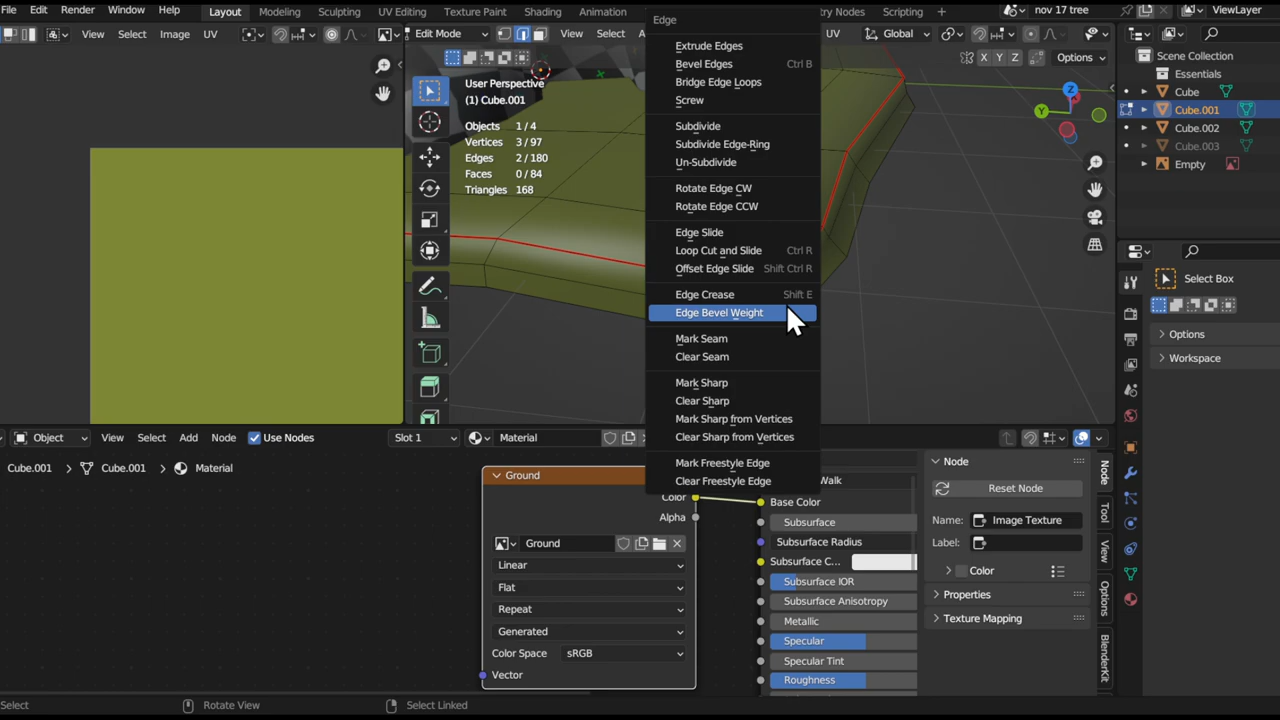 File Edit Render Window Help Layout Modeling Sculpting UV Editing Texture Paint Shading Animation Scripting + nov 17 tree ViewLayer
View Select Image UV
Edit Mode View Select UV Global
X Y Z Options
User Perspective
(1) Cube.001
Objects 1/4
Vertices 3/97
Edges 2/180
Faces 0/84
Triangles 168
Edge
Extrude Edges
Bevel Edges Ctrl B
Bridge Edge Loops
Screw
Subdivide
Subdivide Edge-Ring
Un-Subdivide
Rotate Edge CW
Rotate Edge CCW
Edge Slide
Loop Cut and Slide Ctrl R
Offset Edge Slide Shift Ctrl R
Edge Crease Shift E
Edge Bevel Weight
Mark Seam
Clear Seam
Mark Sharp
Clear Sharp
Mark Sharp from Vertices
Clear Sharp from Vertices
Mark Freestyle Edge
Clear Freestyle Edge
Z
Y
Scene Collection
Essentials
Cube
Cube.001
Cube.002
Cube.003
Empty
Select Box
Options
Workspace
Object View Select Add Node Use Nodes Slot 1 Material
Cube.001 > Cube.001 > Material
Ground
Color
Alpha
Ground
Linear
Flat
Repeat
Generated
Color Space sRGB
Vector
Walk
Base Color
Subsurface
Subsurface Radius
Subsurface C...
Subsurface IOR
Subsurface Anisotropy
Metallic
Specular
Specular Tint
Roughness
Node
Reset Node
Name: Image Texture
Label:
Color
Properties
Texture Mapping
Node
Tool
View
Options
BlenderKit
Select Rotate View Select Linked